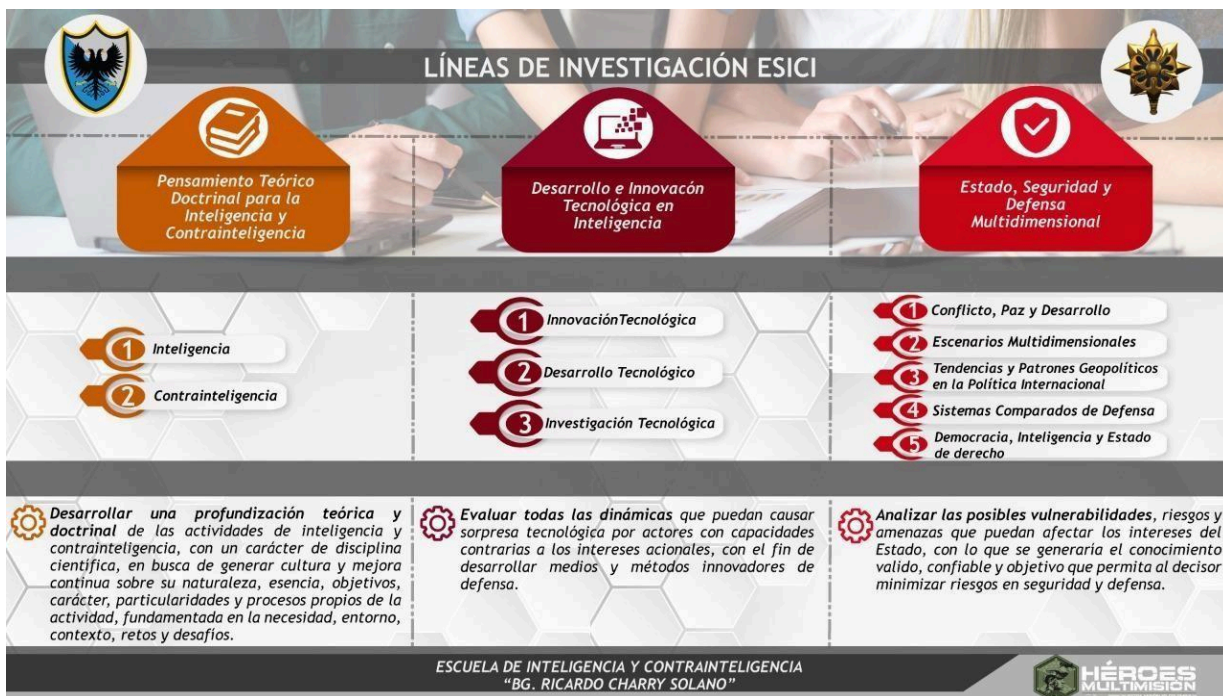 LÍNEAS DE INVESTIGACIÓN ESICI
Pensamiento Teórico
Doctrinal para la
Inteligencia y
Contrainteligencia
Desarrollo e Innovacón
Tecnológica en
Inteligencia
Estado, Seguridad y
Defensa
Multidimensional
1 Inteligencia
2 Contrainteligencia
1 InnovaciónTecnológica
2 Desarrollo Tecnológico
3 Investigación Tecnológica
1 Conflicto, Paz y Desarrollo
2 Escenarios Multidimensionales
3 Tendencias y Patrones Geopolíticos
en la Política Internacional
4 Sistemas Comparados de Defensa
5 Democracia, Inteligencia y Estado
de derecho
Desarrollar una profundización teórica y
doctrinal de las actividades de inteligencia y
contrainteligencia, con un carácter de disciplina
científica, en busca de generar cultura y mejora
continua sobre su naturaleza, esencia, objetivos,
carácter, particularidades y procesos propios de la
actividad, fundamentada en la necesidad, entorno,
contexto, retos y desafíos.
Evaluar todas las dinámicas que puedan causar
sorpresa tecnológica por actores con capacidades
contrarias a los intereses acionales, con el fin de
desarrollar medios y métodos innovadores de
defensa.
Analizar las posibles vulnerabilidades, riesgos y
amenazas que puedan afectar los intereses del
Estado, con lo que se generaría el conocimiento
valido, confiable y objetivo que permita al decisor
minimizar riesgos en seguridad y defensa.
ESCUELA DE INTELIGENCIA Y CONTRAINTELIGENCIA
“BG. RICARDO CHARRY SOLANO”
HÉROES
MULTIMISIÓN